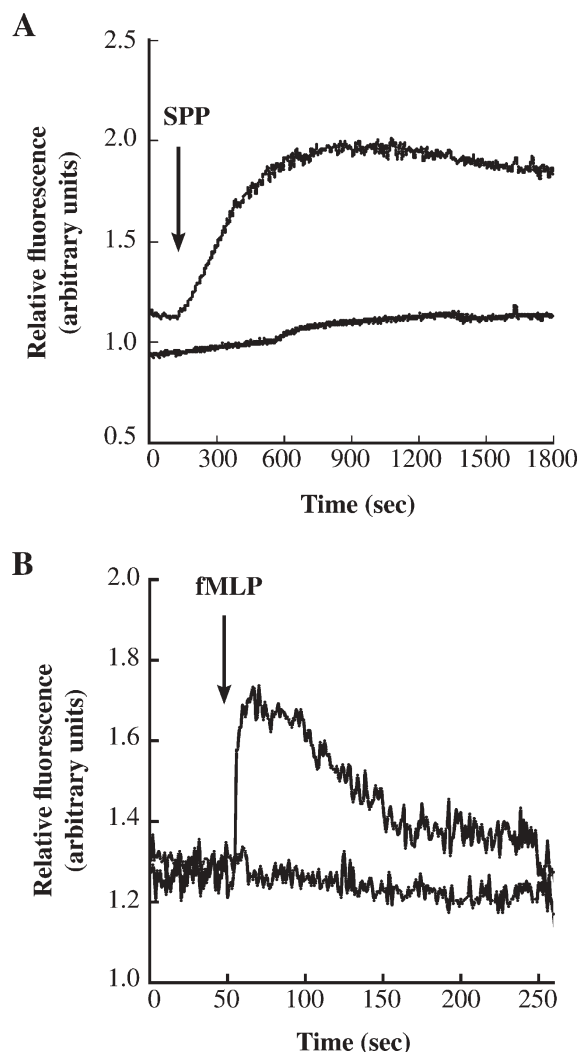 A
2.5
SPP
2.0
1.5
1.0
0.5
Relative fluorescence
(arbitrary units)
0 300 600 900 1200 1500 1800
Time (sec)
B
2.0
fMLP
1.8
1.6
1.4
1.2
1.0
Relative fluorescence
(arbitrary units)
0 50 100 150 200 250
Time (sec)